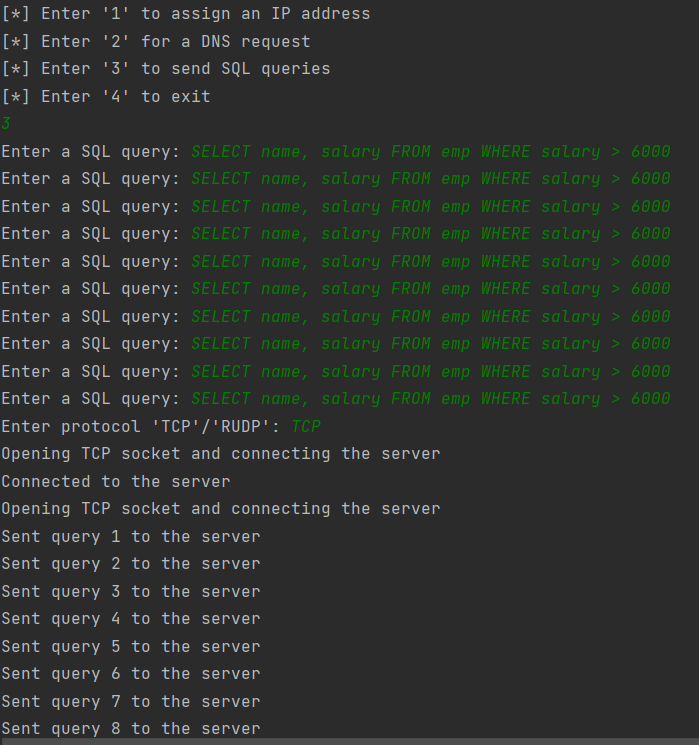 [*] Enter '1' to assign an IP address
[*] Enter '2' for a DNS request
[*] Enter '3' to send SQL queries
[*] Enter '4' to exit
3
Enter a SQL query: SELECT name, salary FROM emp WHERE salary > 6000
Enter a SQL query: SELECT name, salary FROM emp WHERE salary > 6000
Enter a SQL query: SELECT name, salary FROM emp WHERE salary > 6000
Enter a SQL query: SELECT name, salary FROM emp WHERE salary > 6000
Enter a SQL query: SELECT name, salary FROM emp WHERE salary > 6000
Enter a SQL query: SELECT name, salary FROM emp WHERE salary > 6000
Enter a SQL query: SELECT name, salary FROM emp WHERE salary > 6000
Enter a SQL query: SELECT name, salary FROM emp WHERE salary > 6000
Enter a SQL query: SELECT name, salary FROM emp WHERE salary > 6000
Enter a SQL query: SELECT name, salary FROM emp WHERE salary > 6000
Enter protocol 'TCP'/'RUDP': TCP
Opening TCP socket and connecting the server
Connected to the server
Opening TCP socket and connecting the server
Sent query 1 to the server
Sent query 2 to the server
Sent query 3 to the server
Sent query 4 to the server
Sent query 5 to the server
Sent query 6 to the server
Sent query 7 to the server
Sent query 8 to the server